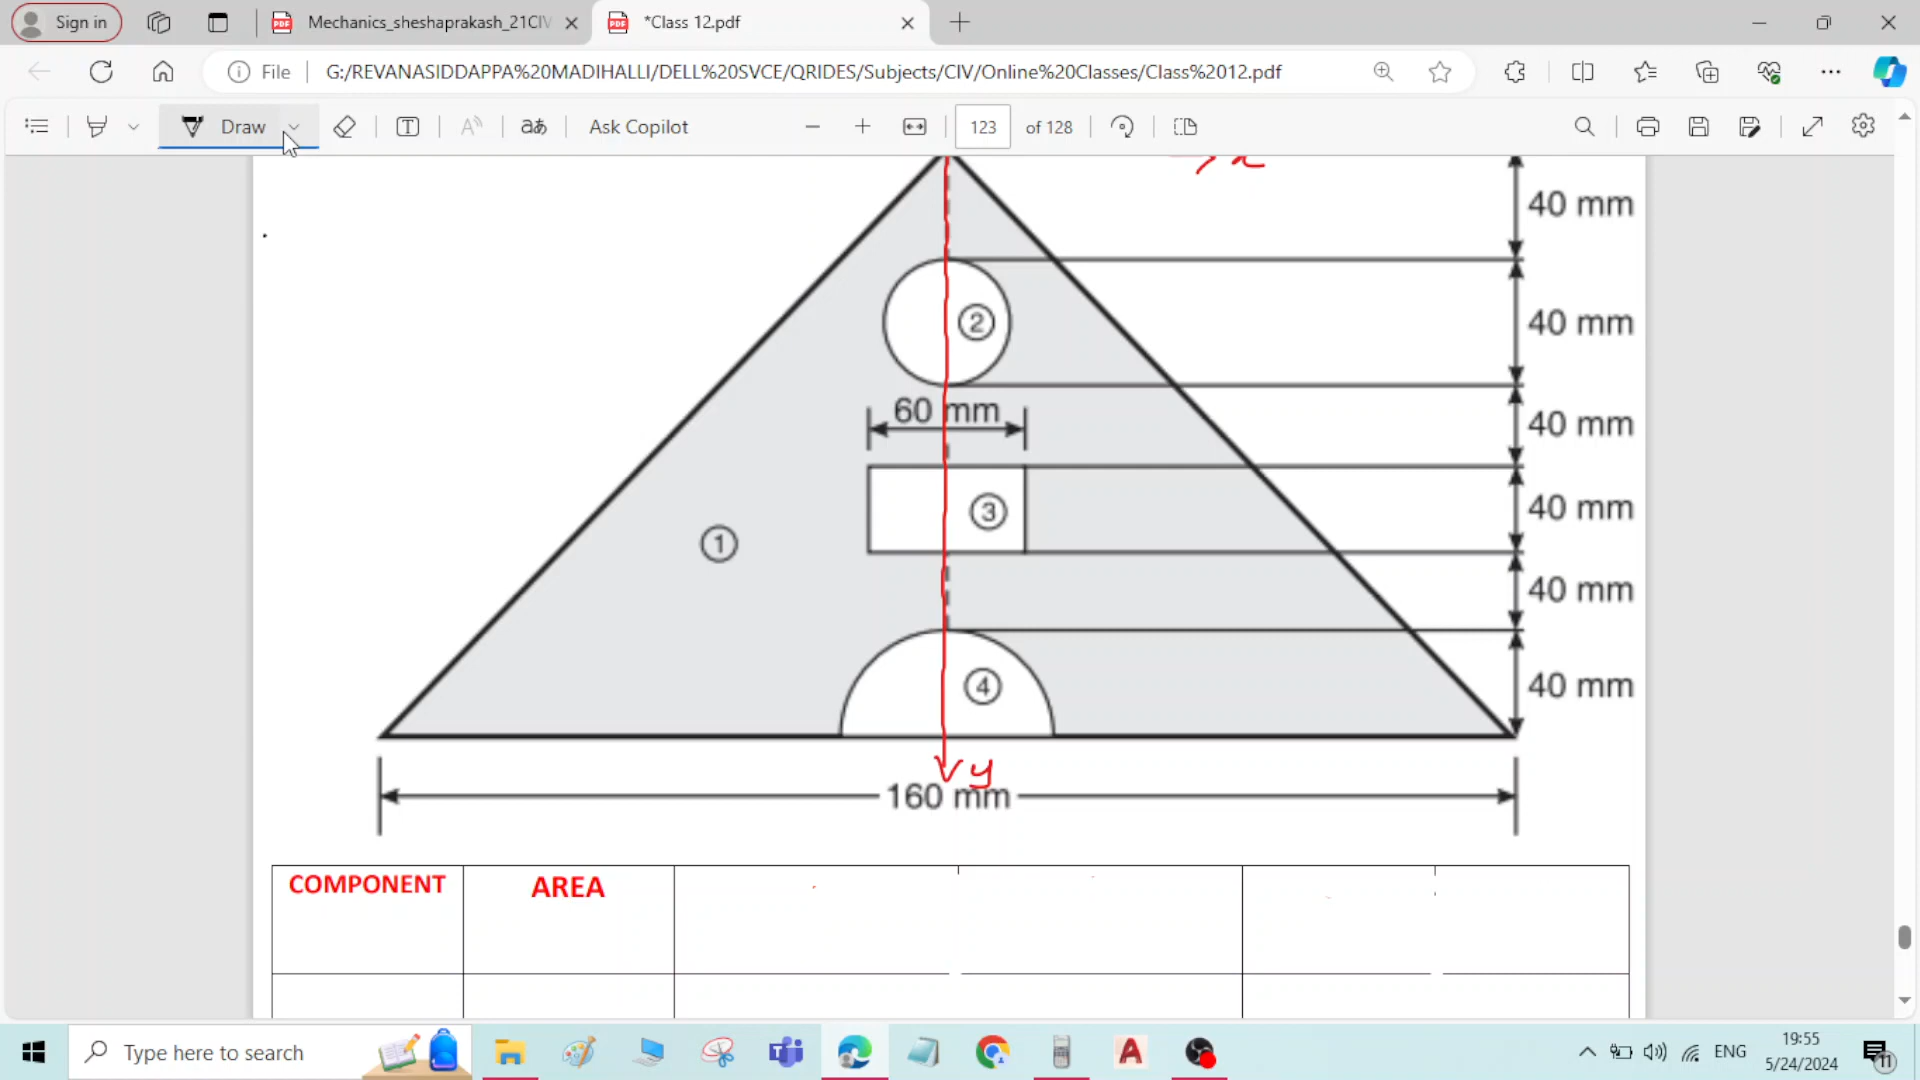 Sign in
Mechanics_sheshaprakash_21CIV
*Class 12.pdf
File
G:/REVANASIDDAPPA%20MADIHALLI/DELL%20SVCE/QRIDES/Subjects/CIV/Online%20Classes/Class%2012.pdf
Draw
Ask Copilot
123
of 128
x
40 mm
40 mm
2
60 mm
40 mm
3
40 mm
1
40 mm
4
40 mm
y
160 mm
COMPONENT
AREA
Type here to search
ENG
19:55
5/24/2024
11